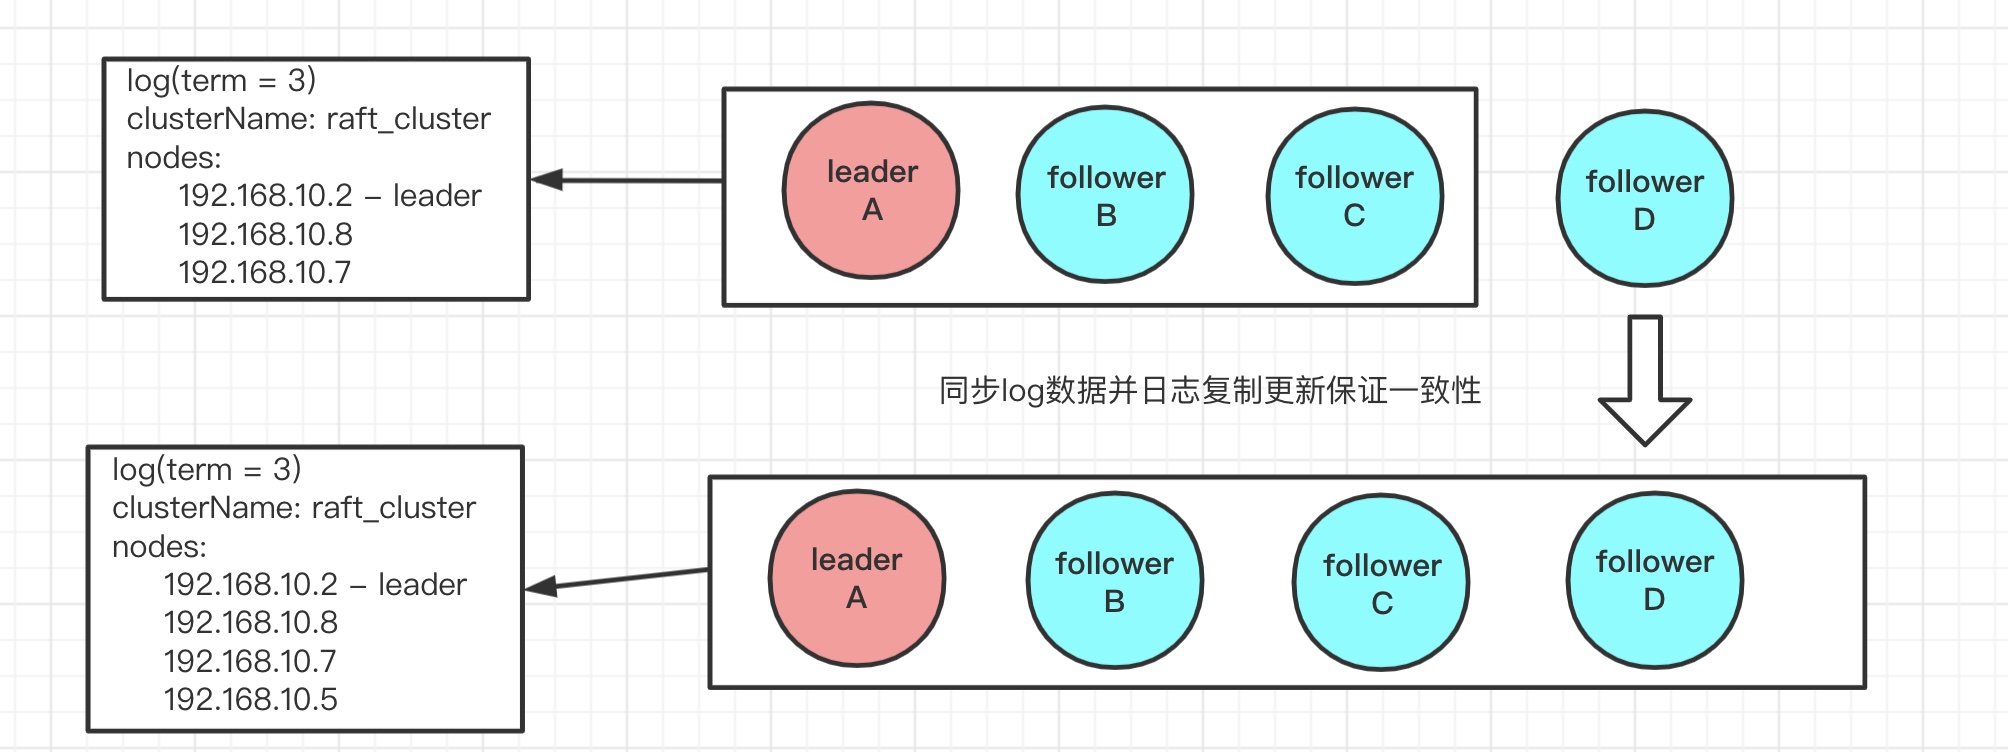 log(term = 3)
clusterName: raft_cluster
nodes:
192.168.10.2 – leader
192.168.10.8
192.168.10.7
leader
A
follower
B
follower
C
follower
D
同步log数据并日志复制更新保证一致性
log(term = 3)
clusterName: raft_cluster
nodes:
192.168.10.2 – leader
192.168.10.8
192.168.10.7
192.168.10.5
leader
A
follower
B
follower
C
follower
D